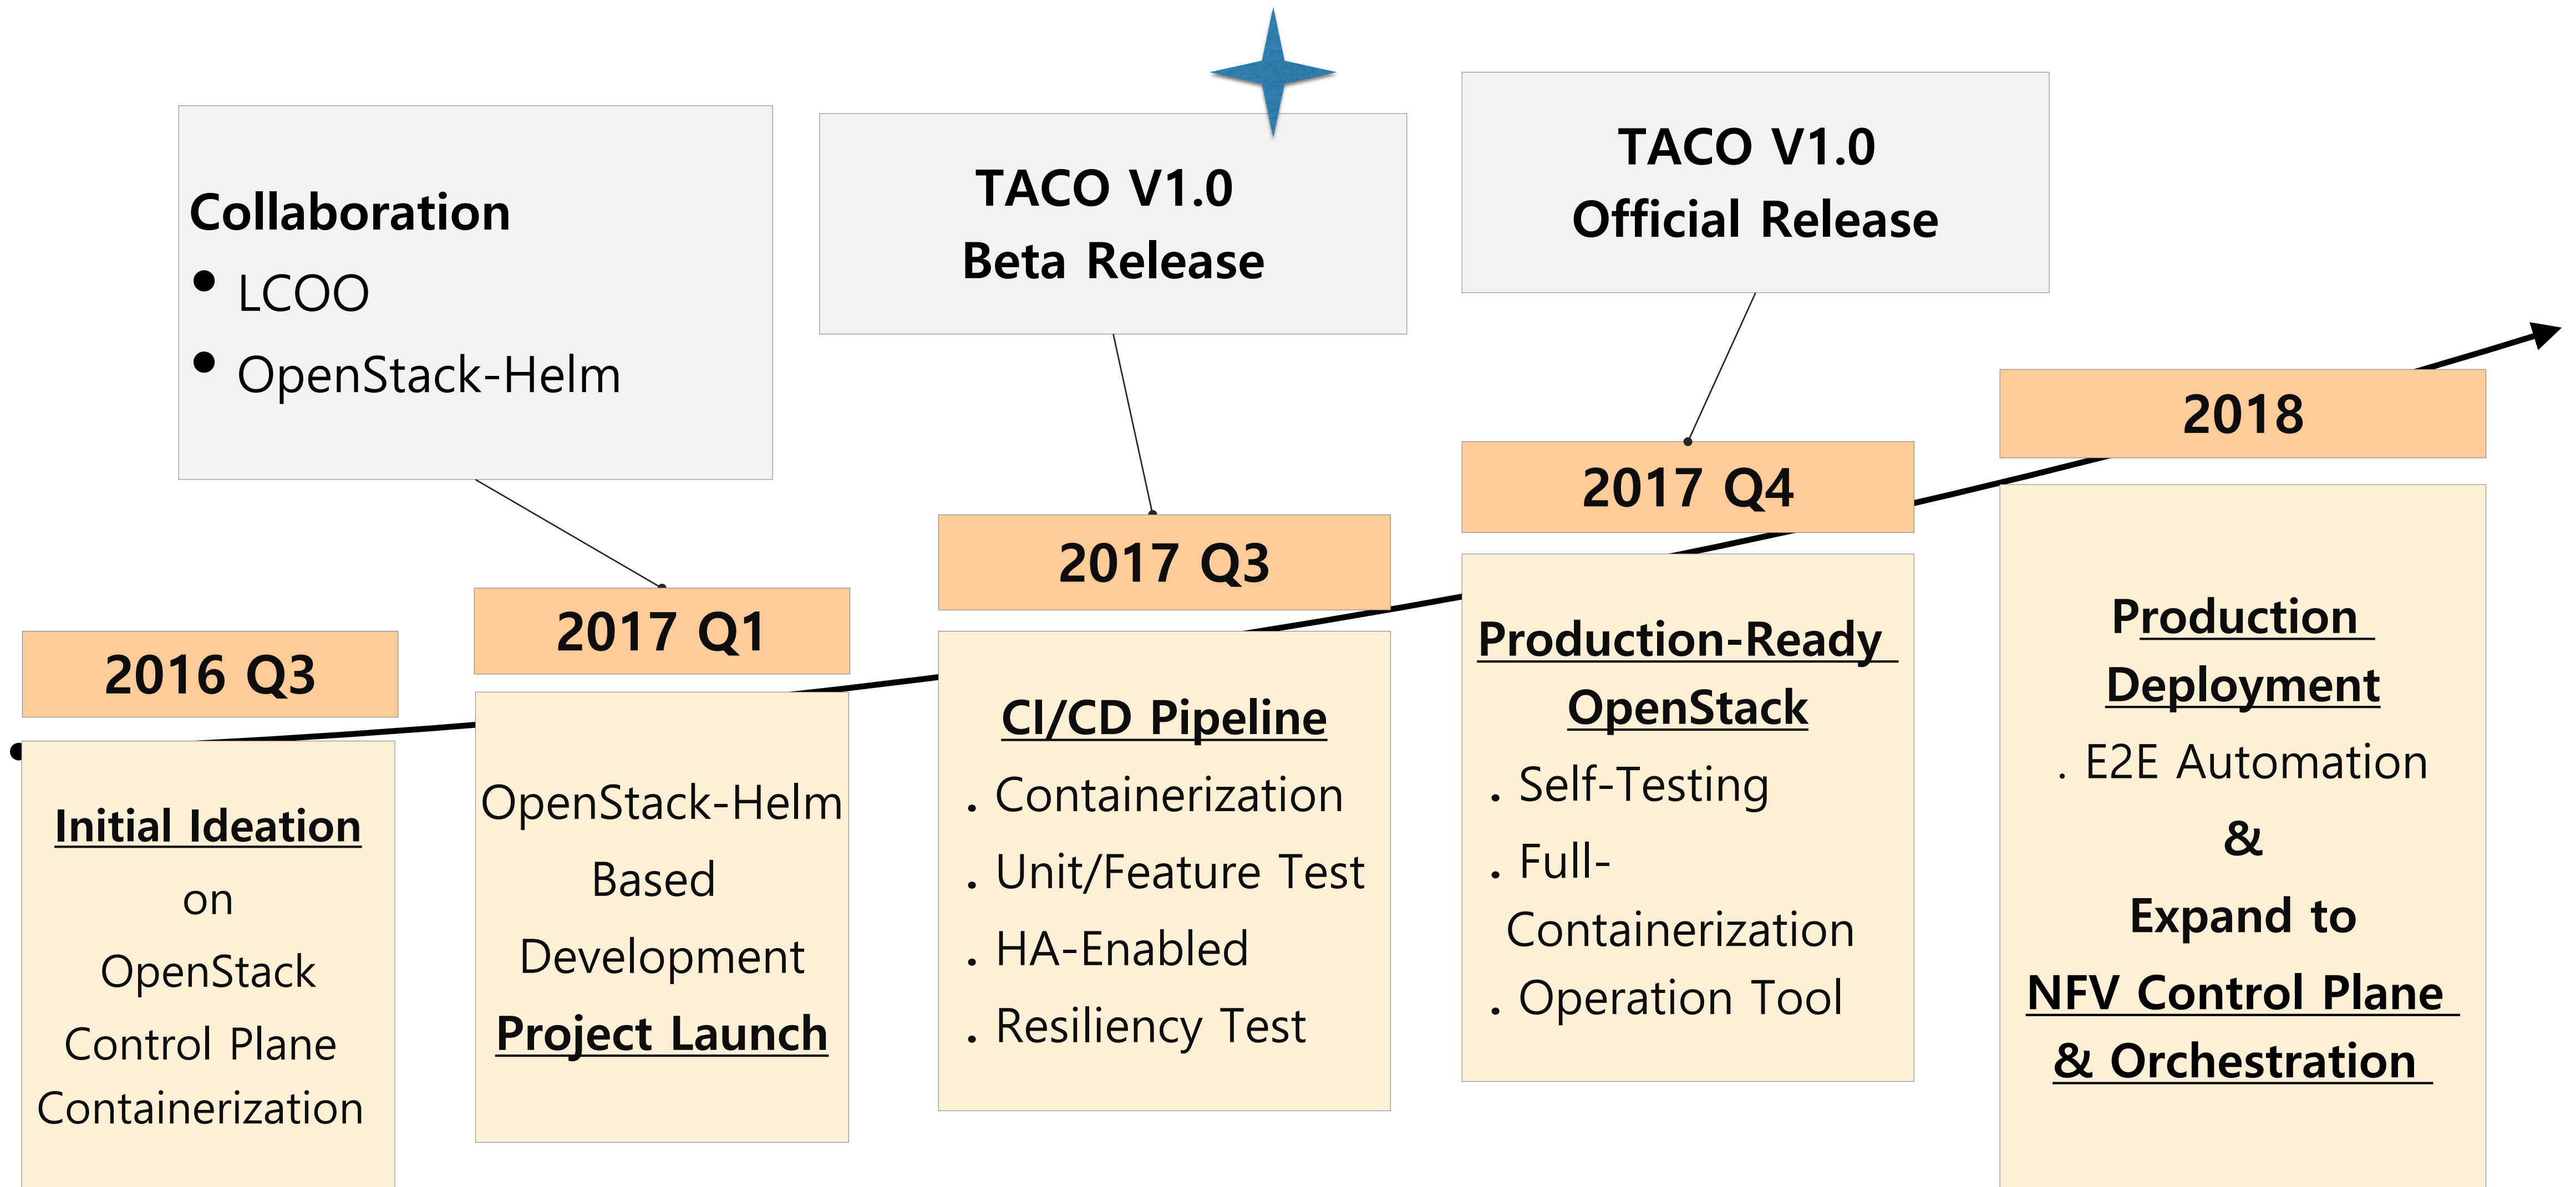 Collaboration
• LCOO
• OpenStack-Helm
TACO V1.0
Beta Release
TACO V1.0
Official Release
2016 Q3
Initial Ideation
on
OpenStack
Control Plane
Containerization
2017 Q1
OpenStack-Helm
Based
Development
Project Launch
2017 Q3
CI/CD Pipeline
. Containerization
. Unit/Feature Test
. HA-Enabled
. Resiliency Test
2017 Q4
Production-Ready
OpenStack
. Self-Testing
. Full-
Containerization
. Operation Tool
2018
Production
Deployment
. E2E Automation
&
Expand to
NFV Control Plane
& Orchestration